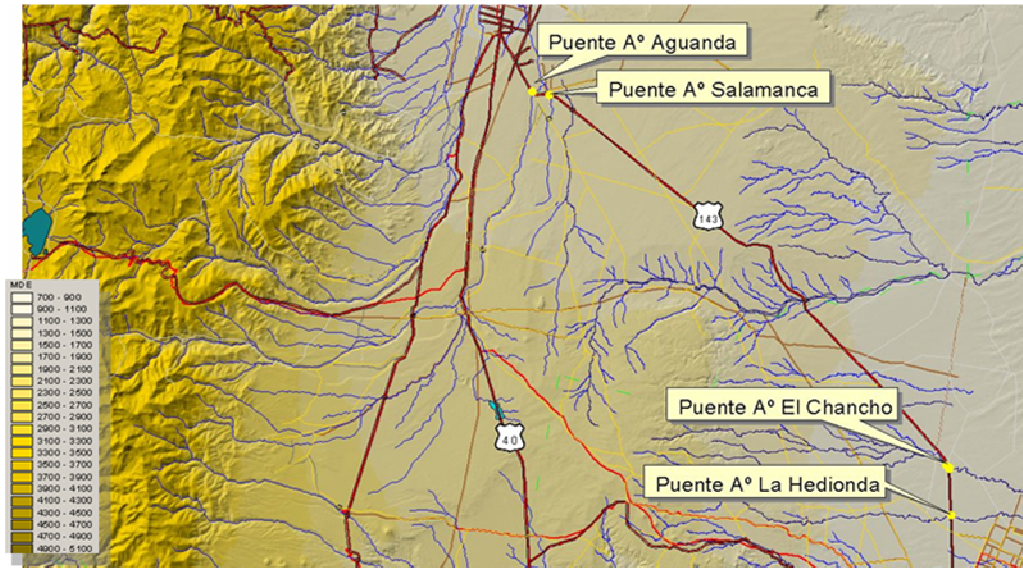 Puente Aº Aguanda
Puente Aº Salamanca
143
MDE
700 - 900
900 - 1100
1100 - 1300
1300 - 1500
1500 - 1700
1700 - 1900
1900 - 2100
2100 - 2300
2300 - 2500
2500 - 2700
2700 - 2900
2900 - 3100
3100 - 3300
3300 - 3500
3500 - 3700
3700 - 3900
3900 - 4100
4100 - 4300
4300 - 4500
4500 - 4700
4700 - 4900
4900 - 5100
Puente Aº El Chancho
40
Puente Aº La Hedionda